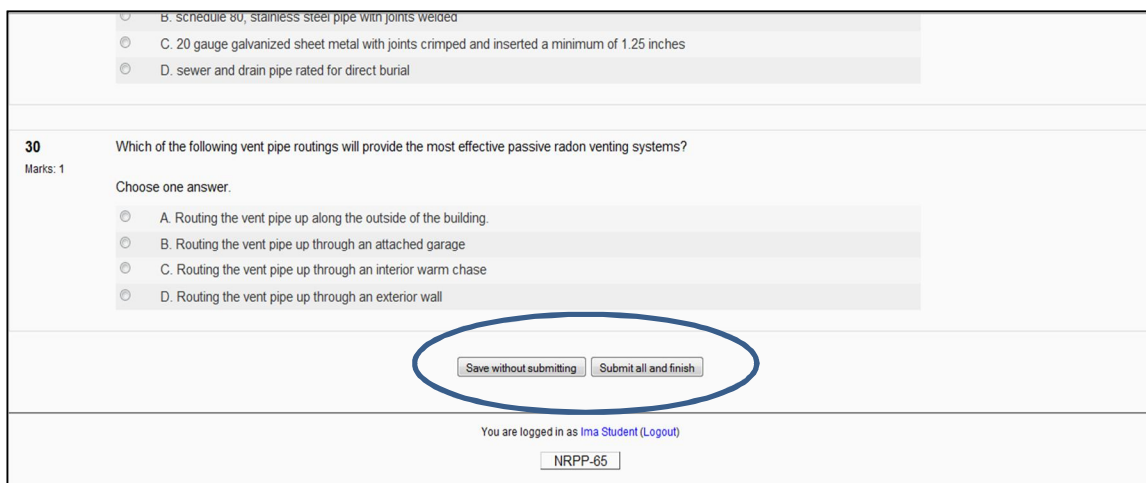 B. schedule 80, stainless steel pipe with joints welded
C. 20 gauge galvanized sheet metal with joints crimped and inserted a minimum of 1.25 inches
D. sewer and drain pipe rated for direct burial
30
Marks: 1
Which of the following vent pipe routings will provide the most effective passive radon venting systems?
Choose one answer.
A. Routing the vent pipe up along the outside of the building.
B. Routing the vent pipe up through an attached garage
C. Routing the vent pipe up through an interior warm chase
D. Routing the vent pipe up through an exterior wall
Save without submitting Submit all and finish
You are logged in as Ima Student (Logout)
NRPP-65